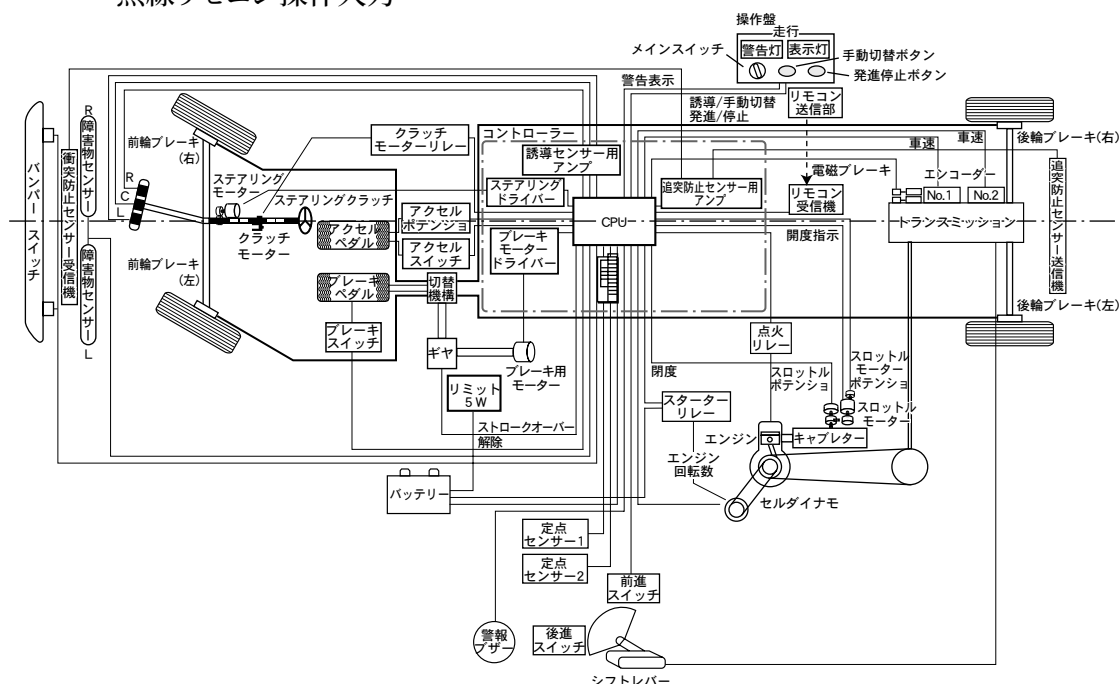 無線リモコン操作入力
操作盤
走行
警告灯
表示灯
メインスイッチ
手動切替ボタン
発進停止ボタン
警告表示
誘導/手動切替
発進/停止
リモコン
送信部
R
障害物センサー
前輪ブレーキ
(右)
クラッチ
モーターリレー
コントローラー
誘導センサー用
アンプ
車速
車速
後輪ブレーキ(右)
電磁ブレーキ
エンコーダー
バンパースイッチ
衝突防止センサー受信機
R
C
L
ステアリング
モーター
ステアリングクラッチ
ステアリング
ドライバー
追突防止センサー用
アンプ
リモコン
受信機
No.1
No.2
追突防止センサー送信機
クラッチ
モーター
アクセル
ペダル
アクセル
ポテンショ
アクセル
スイッチ
CPU
トランスミッション
開度指示
ブレーキ
モーター
ドライバー
前輪ブレーキ
(左)
障害物センサー
L
ブレーキ
ペダル
切替
機構
後輪ブレーキ(左)
ブレーキ
スイッチ
ギヤ
ブレーキ用
モーター
点火
リレー
閉度
スロットル
ポテンショ
スロットル
モーター
ポテンショ
リミット
5W
スターター
リレー
スロットル
モーター
ストロークオーバー
解除
エンジン
キャブレター
エンジン
回転数
バッテリー
セルダイナモ
定点
センサー1
定点
センサー2
前進
スイッチ
警報
ブザー
後進
スイッチ
シフトレバー